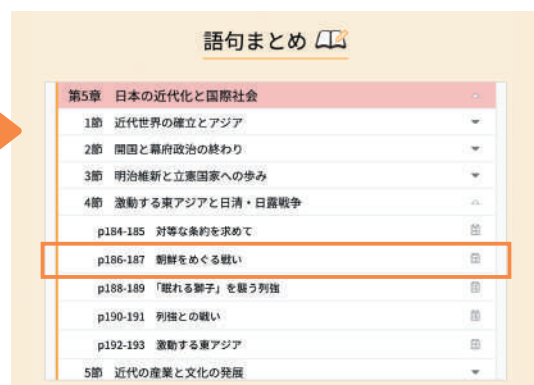 語句まとめ
第5章 日本の近代化と国際社会
1節 近代世界の確立とアジア
2節 開国と幕府政治の終わり
3節 明治維新と立憲国家への歩み
4節 激動する東アジアと日清・日露戦争
p184-185 対等な条約を求めて
p186-187 朝鮮をめぐる戦い
p188-189 「眠れる獅子」を襲う列強
p190-191 列強との戦い
p192-193 激動する東アジア
5節 近代の産業と文化の発展